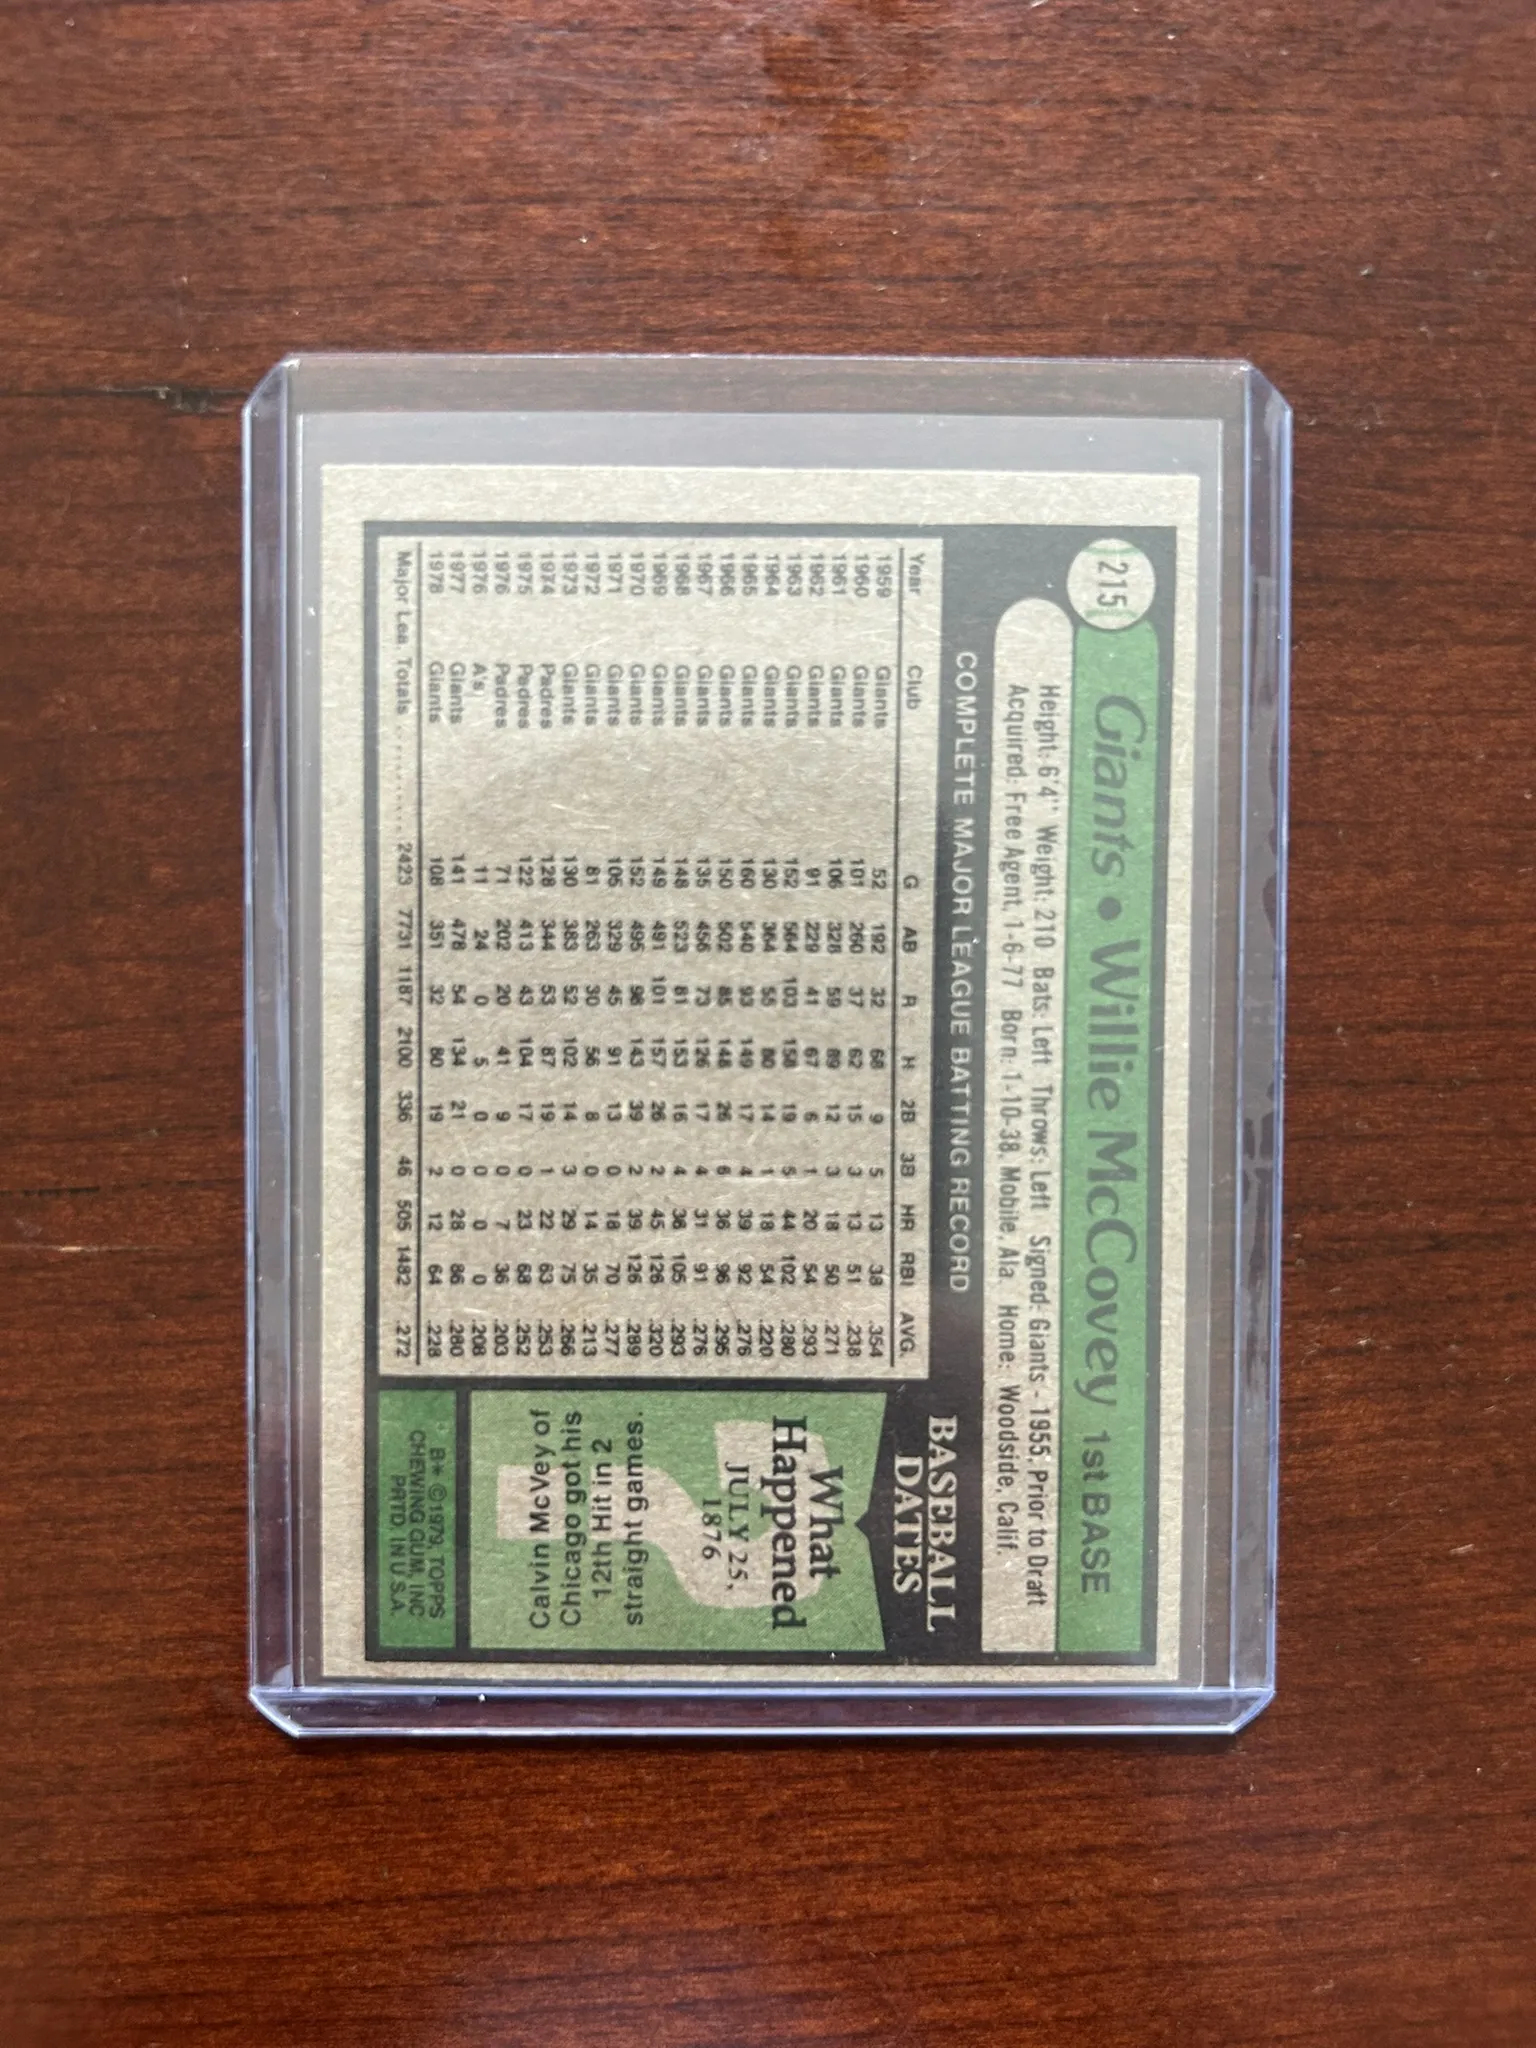 215
Giants • Willie McCovey 1st BASE
Height: 6'4" Weight: 210 Bats: Left Throws: Left Signed: Giants - 1955, Prior to Draft
Acquired: Free Agent, 1-6-77 Born: 1-10-38, Mobile, Ala. Home: Woodside, Calif.
COMPLETE MAJOR LEAGUE BATTING RECORD
Year Club G AB R H 2B 3B HR RBI AVG.
1959 Giants 52 192 32 68 9 5 13 38 .354
1960 Giants 101 260 37 62 15 3 13 51 .238
1961 Giants 106 328 59 89 12 3 18 50 .271
1962 Giants 91 229 41 67 6 1 20 54 .293
1963 Giants 152 564 103 158 19 5 44 102 .280
1964 Giants 130 364 55 80 14 1 18 54 .220
1965 Giants 160 540 93 149 17 4 39 92 .276
1966 Giants 150 502 85 148 26 6 36 96 .295
1967 Giants 135 456 73 126 17 4 31 91 .276
1968 Giants 148 523 81 153 16 4 36 105 .293
1969 Giants 149 491 101 157 26 2 45 126 .320
1970 Giants 152 495 98 143 39 2 39 126 .289
1971 Giants 105 329 45 91 13 0 18 70 .277
1972 Giants 81 263 30 56 8 0 14 35 .213
1973 Giants 130 383 52 102 14 3 29 75 .266
1974 Padres 128 344 53 87 19 1 22 63 .253
1975 Padres 122 413 43 104 17 0 23 68 .252
1976 Padres 71 202 20 41 9 0 7 36 .203
1976 A's 11 24 0 5 0 0 0 0 .208
1977 Giants 141 478 54 134 21 0 28 86 .280
1978 Giants 108 351 32 80 19 2 12 64 .228
Major Lea. Totals ......... 2423 7731 1187 2100 336 46 505 1482 .272
BASEBALL
DATES
What
Happened
JULY 25,
1876
Calvin McVey of
Chicago got his
12th Hit in 2
straight games.
B* ©1979, TOPPS
CHEWING GUM, INC
PRTD. IN U.S.A.